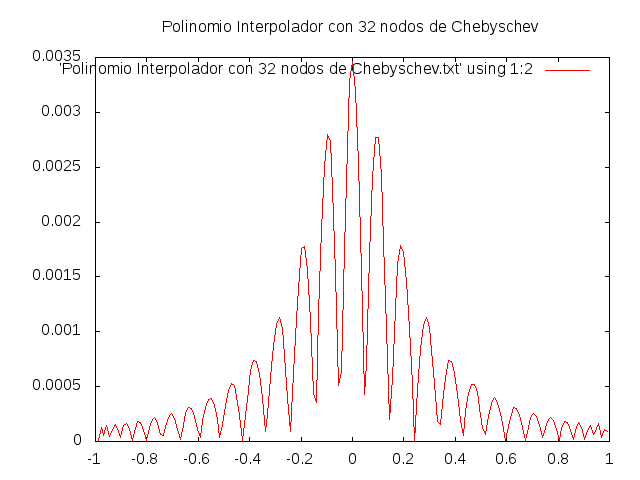 Polinomio Interpolador con 32 nodos de Chebyschev
'Polinomio Interpolador con 32 nodos de Chebyschev.txt' using 1:2
0.0035
0.003
0.0025
0.002
0.0015
0.001
0.0005
0
-1 -0.8 -0.6 -0.4 -0.2 0 0.2 0.4 0.6 0.8 1